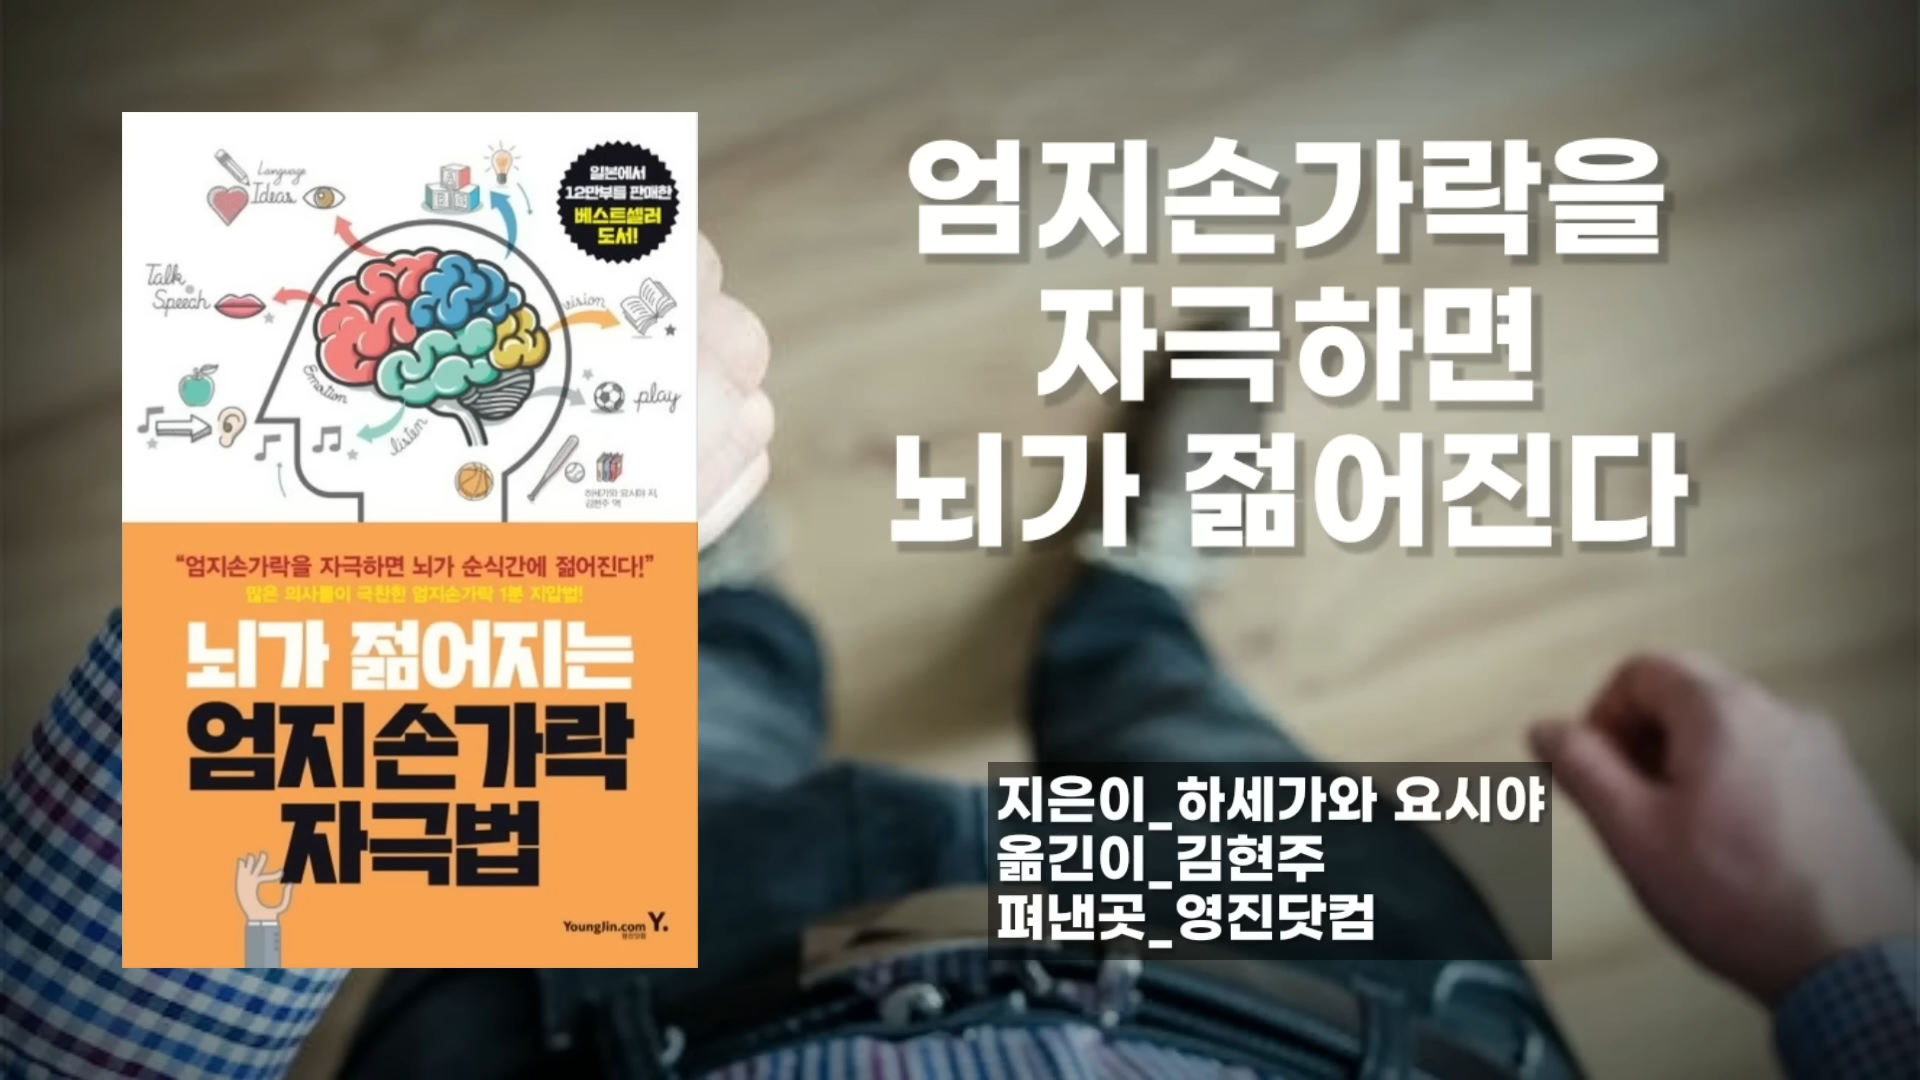 Language
Ideas
Talk
Speech
Emotion
listen
vision
play
A
일본에서
12만부를 판매한
베스트셀러
도서!
하세가와 요시야 저,
김현주 역
“엄지손가락을 자극하면 뇌가 순식간에 젊어진다!”
많은 의사들이 극찬한 엄지손가락 1분 지압법!
뇌가 젊어지는
엄지손가락
자극법
YoungJin.com Y.
영진닷컴
엄지손가락을
자극하면
뇌가 젊어진다
지은이_하세가와 요시야
옮긴이_김현주
펴낸곳_영진닷컴